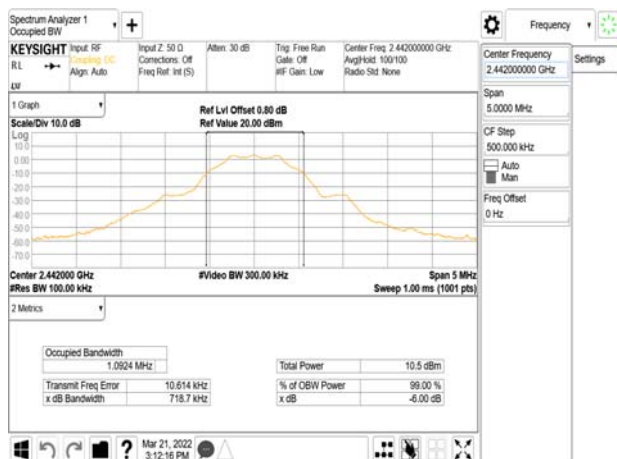 Spectrum Analyzer 1
Occupied BW
Frequency
KEYSIGHT
RL
LXI
Input: RF
Coupling: DC
Align: Auto
Input Z: 50 Ω
Corrections: Off
Freq Ref: Int (S)
Atten: 30 dB
Trig: Free Run
Gate: Off
#IF Gain: Low
Center Freq: 2.442000000 GHz
Avg|Hold: 100/100
Radio Std: None
Center Frequency
2.442000000 GHz
Settings
Span
5.0000 MHz
CF Step
500.000 kHz
Auto
Man
Freq Offset
0 Hz
1 Graph
Scale/Div 10.0 dB
Ref Lvl Offset 0.80 dB
Ref Value 20.00 dBm
Log
10.0
0.00
-10.0
-20.0
-30.0
-40.0
-50.0
-60.0
-70.0
Center 2.442000 GHz
#Res BW 100.00 kHz
#Video BW 300.00 kHz
Span 5 MHz
Sweep 1.00 ms (1001 pts)
2 Metrics
Occupied Bandwidth
1.0924 MHz
Total Power 10.5 dBm
Transmit Freq Error 10.614 kHz
% of OBW Power 99.00 %
x dB Bandwidth 718.7 kHz
x dB -6.00 dB
Mar 21, 2022
3:12:16 PM